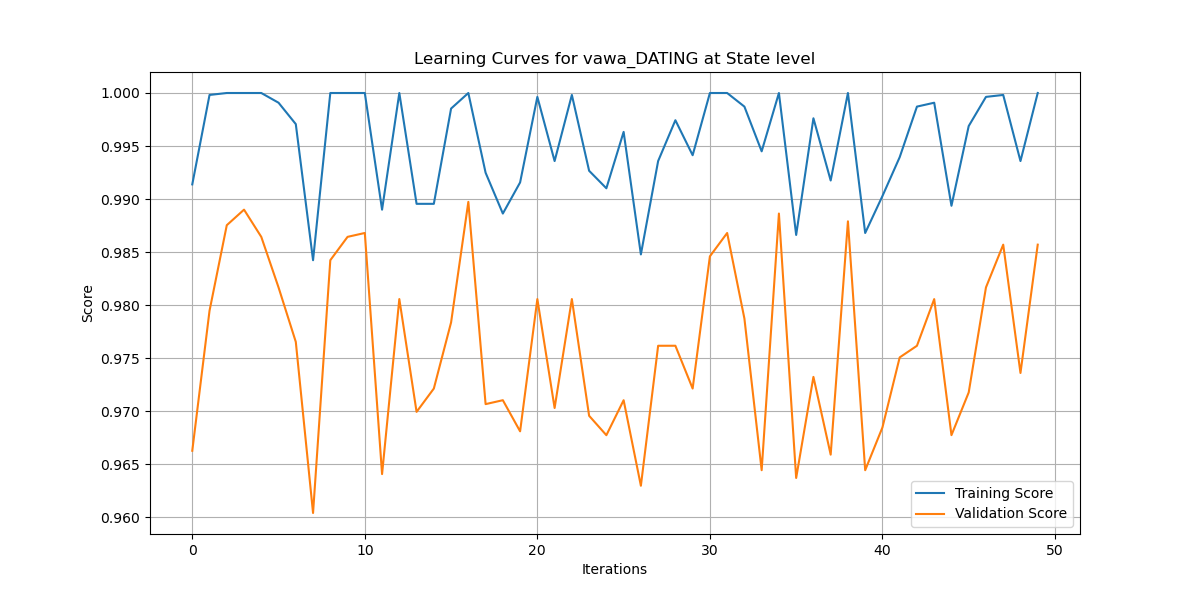 Learning Curves for vawa_DATING at State level
1.000
0.995
0.990
0.985
0.980
0.975
0.970
0.965
0.960
Score
0 10 20 30 40 50
Iterations
Training Score
Validation Score